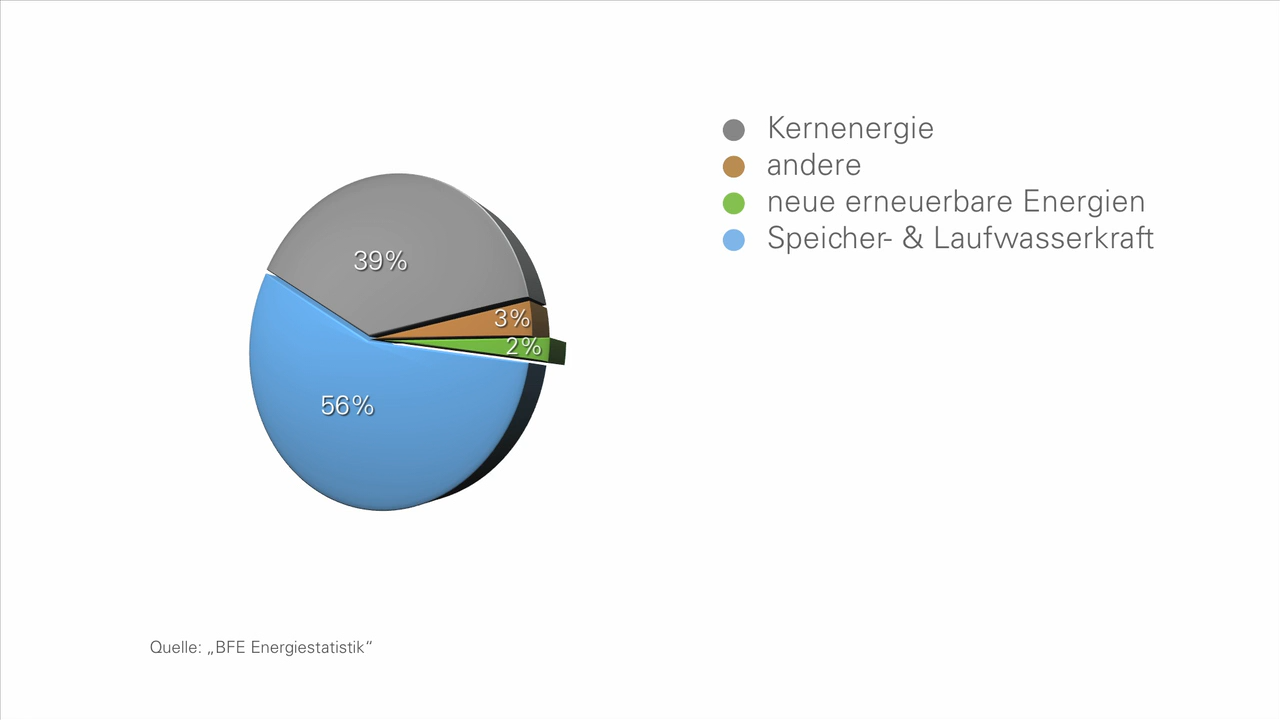 Kernenergie
andere
neue erneuerbare Energien
Speicher- & Laufwasserkraft
39%
3%
2%
56%
Quelle: „BFE Energiestatistik“